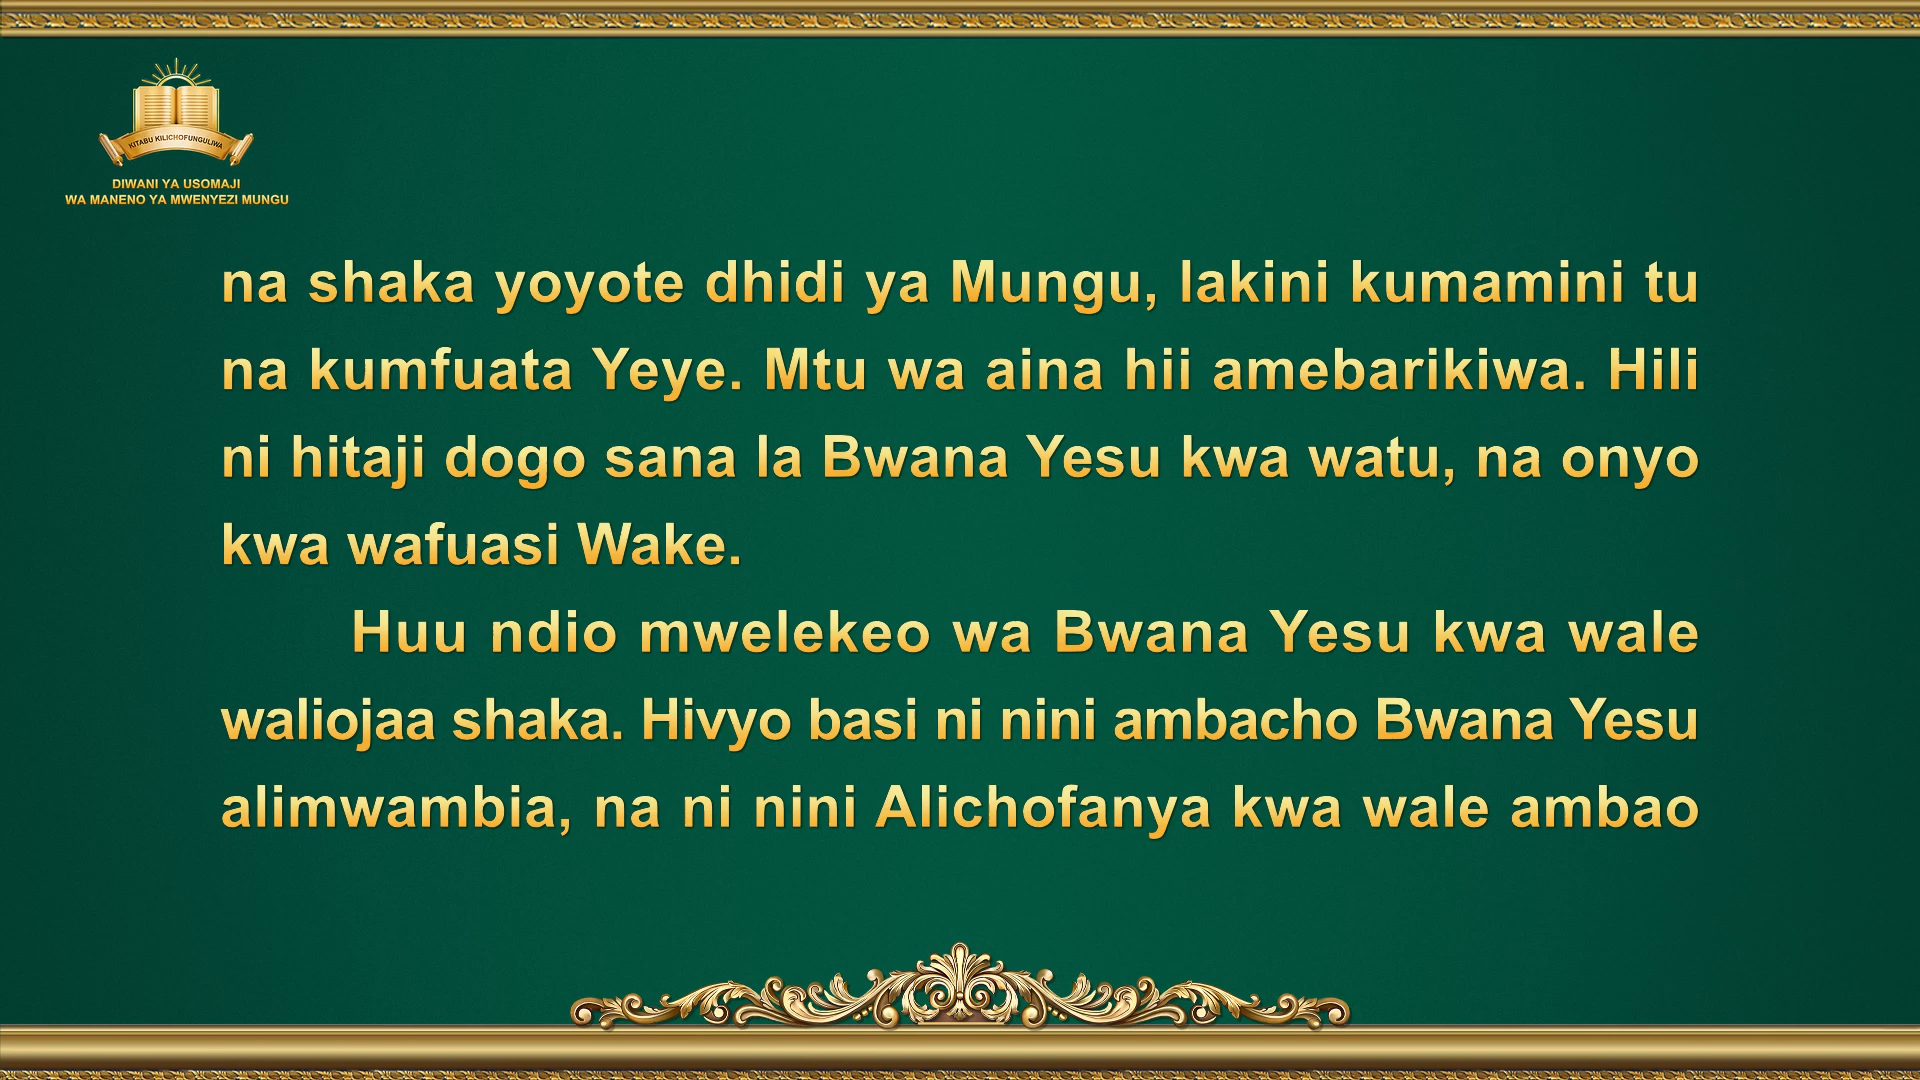 KITABU KILICHOFUNGULIWA
DIWANI YA USOMAJI
WA MANENO YA MWENYEZI MUNGU
na shaka yoyote dhidi ya Mungu, lakini kumamini tu
na kumfuata Yeye. Mtu wa aina hii amebarikiwa. Hili
ni hitaji dogo sana la Bwana Yesu kwa watu, na onyo
kwa wafuasi Wake.
Huu ndio mwelekeo wa Bwana Yesu kwa wale
waliojaa shaka. Hivyo basi ni nini ambacho Bwana Yesu
alimwambia, na ni nini Alichofanya kwa wale ambao